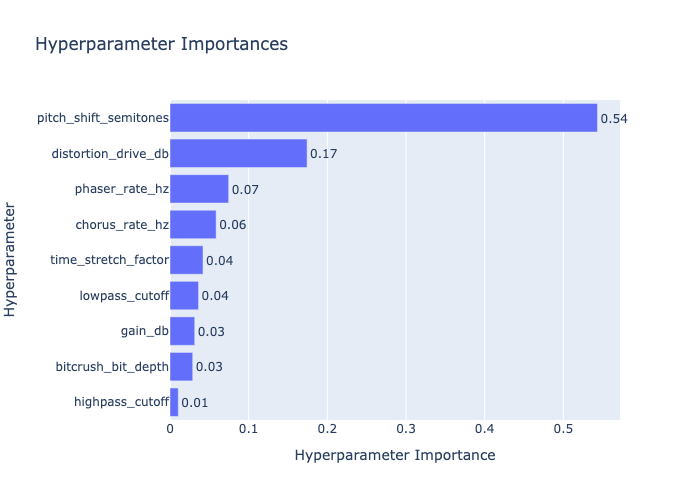 Hyperparameter Importances
Hyperparameter
pitch_shift_semitones 0.54
distortion_drive_db 0.17
phaser_rate_hz 0.07
chorus_rate_hz 0.06
time_stretch_factor 0.04
lowpass_cutoff 0.04
gain_db 0.03
bitcrush_bit_depth 0.03
highpass_cutoff 0.01
0 0.1 0.2 0.3 0.4 0.5
Hyperparameter Importance